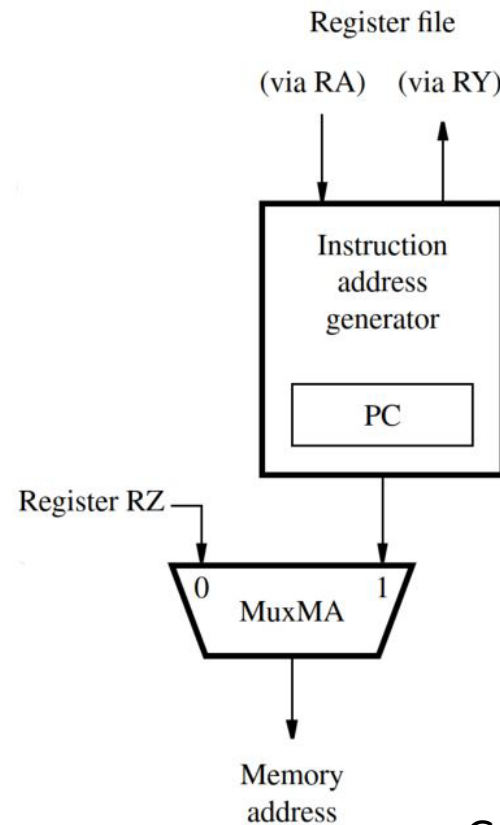 Register file
(via RA) (via RY)
Instruction
address
generator
PC
Register RZ
0 1
MuxMA
Memory
address